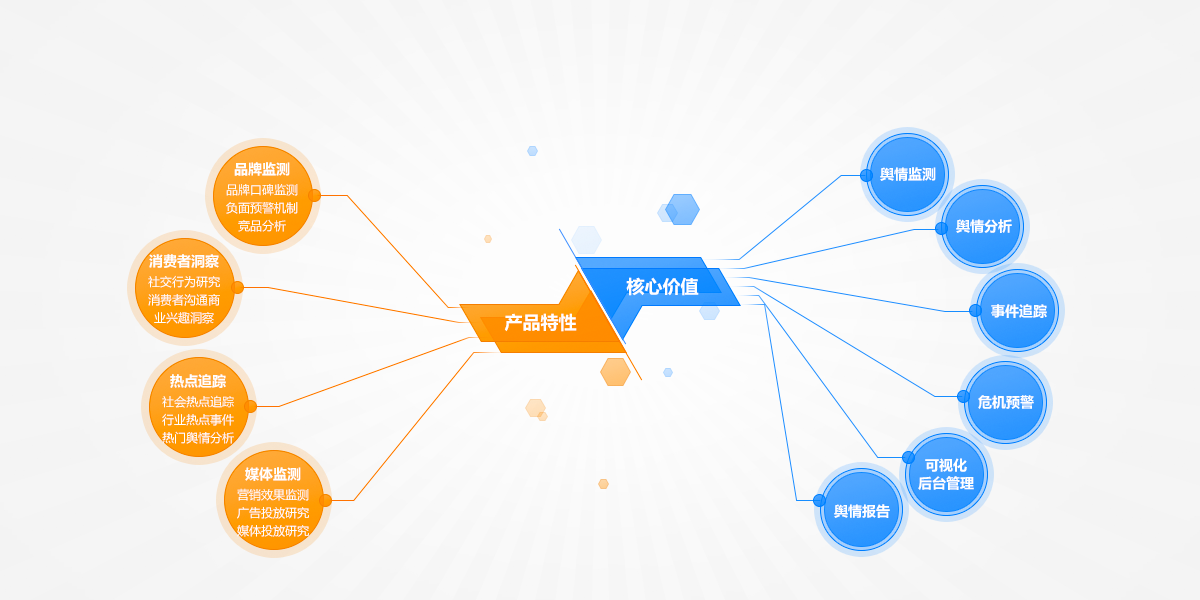 品牌监测
品牌口碑监测
负面预警机制
竞品分析
消费者洞察
社交行为研究
消费者沟通商
业兴趣洞察
热点追踪
社会热点追踪
行业热点事件
热门舆情分析
媒体监测
营销效果监测
广告投放研究
媒体投放研究
产品特性
核心价值
舆情监测
舆情分析
事件追踪
危机预警
可视化
后台管理
舆情报告